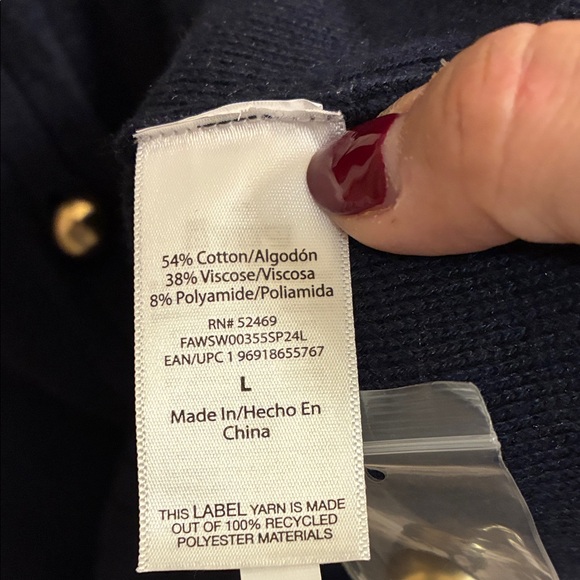 54% Cotton/Algodón
38% Viscose/Viscosa
8% Polyamide/Poliamida
RN# 52469
FAWSW00355SP24L
EAN/UPC 1 96918655767
L
Made In/Hecho En
China
THIS LABEL YARN IS MADE
OUT OF 100% RECYCLED
POLYESTER MATERIALS